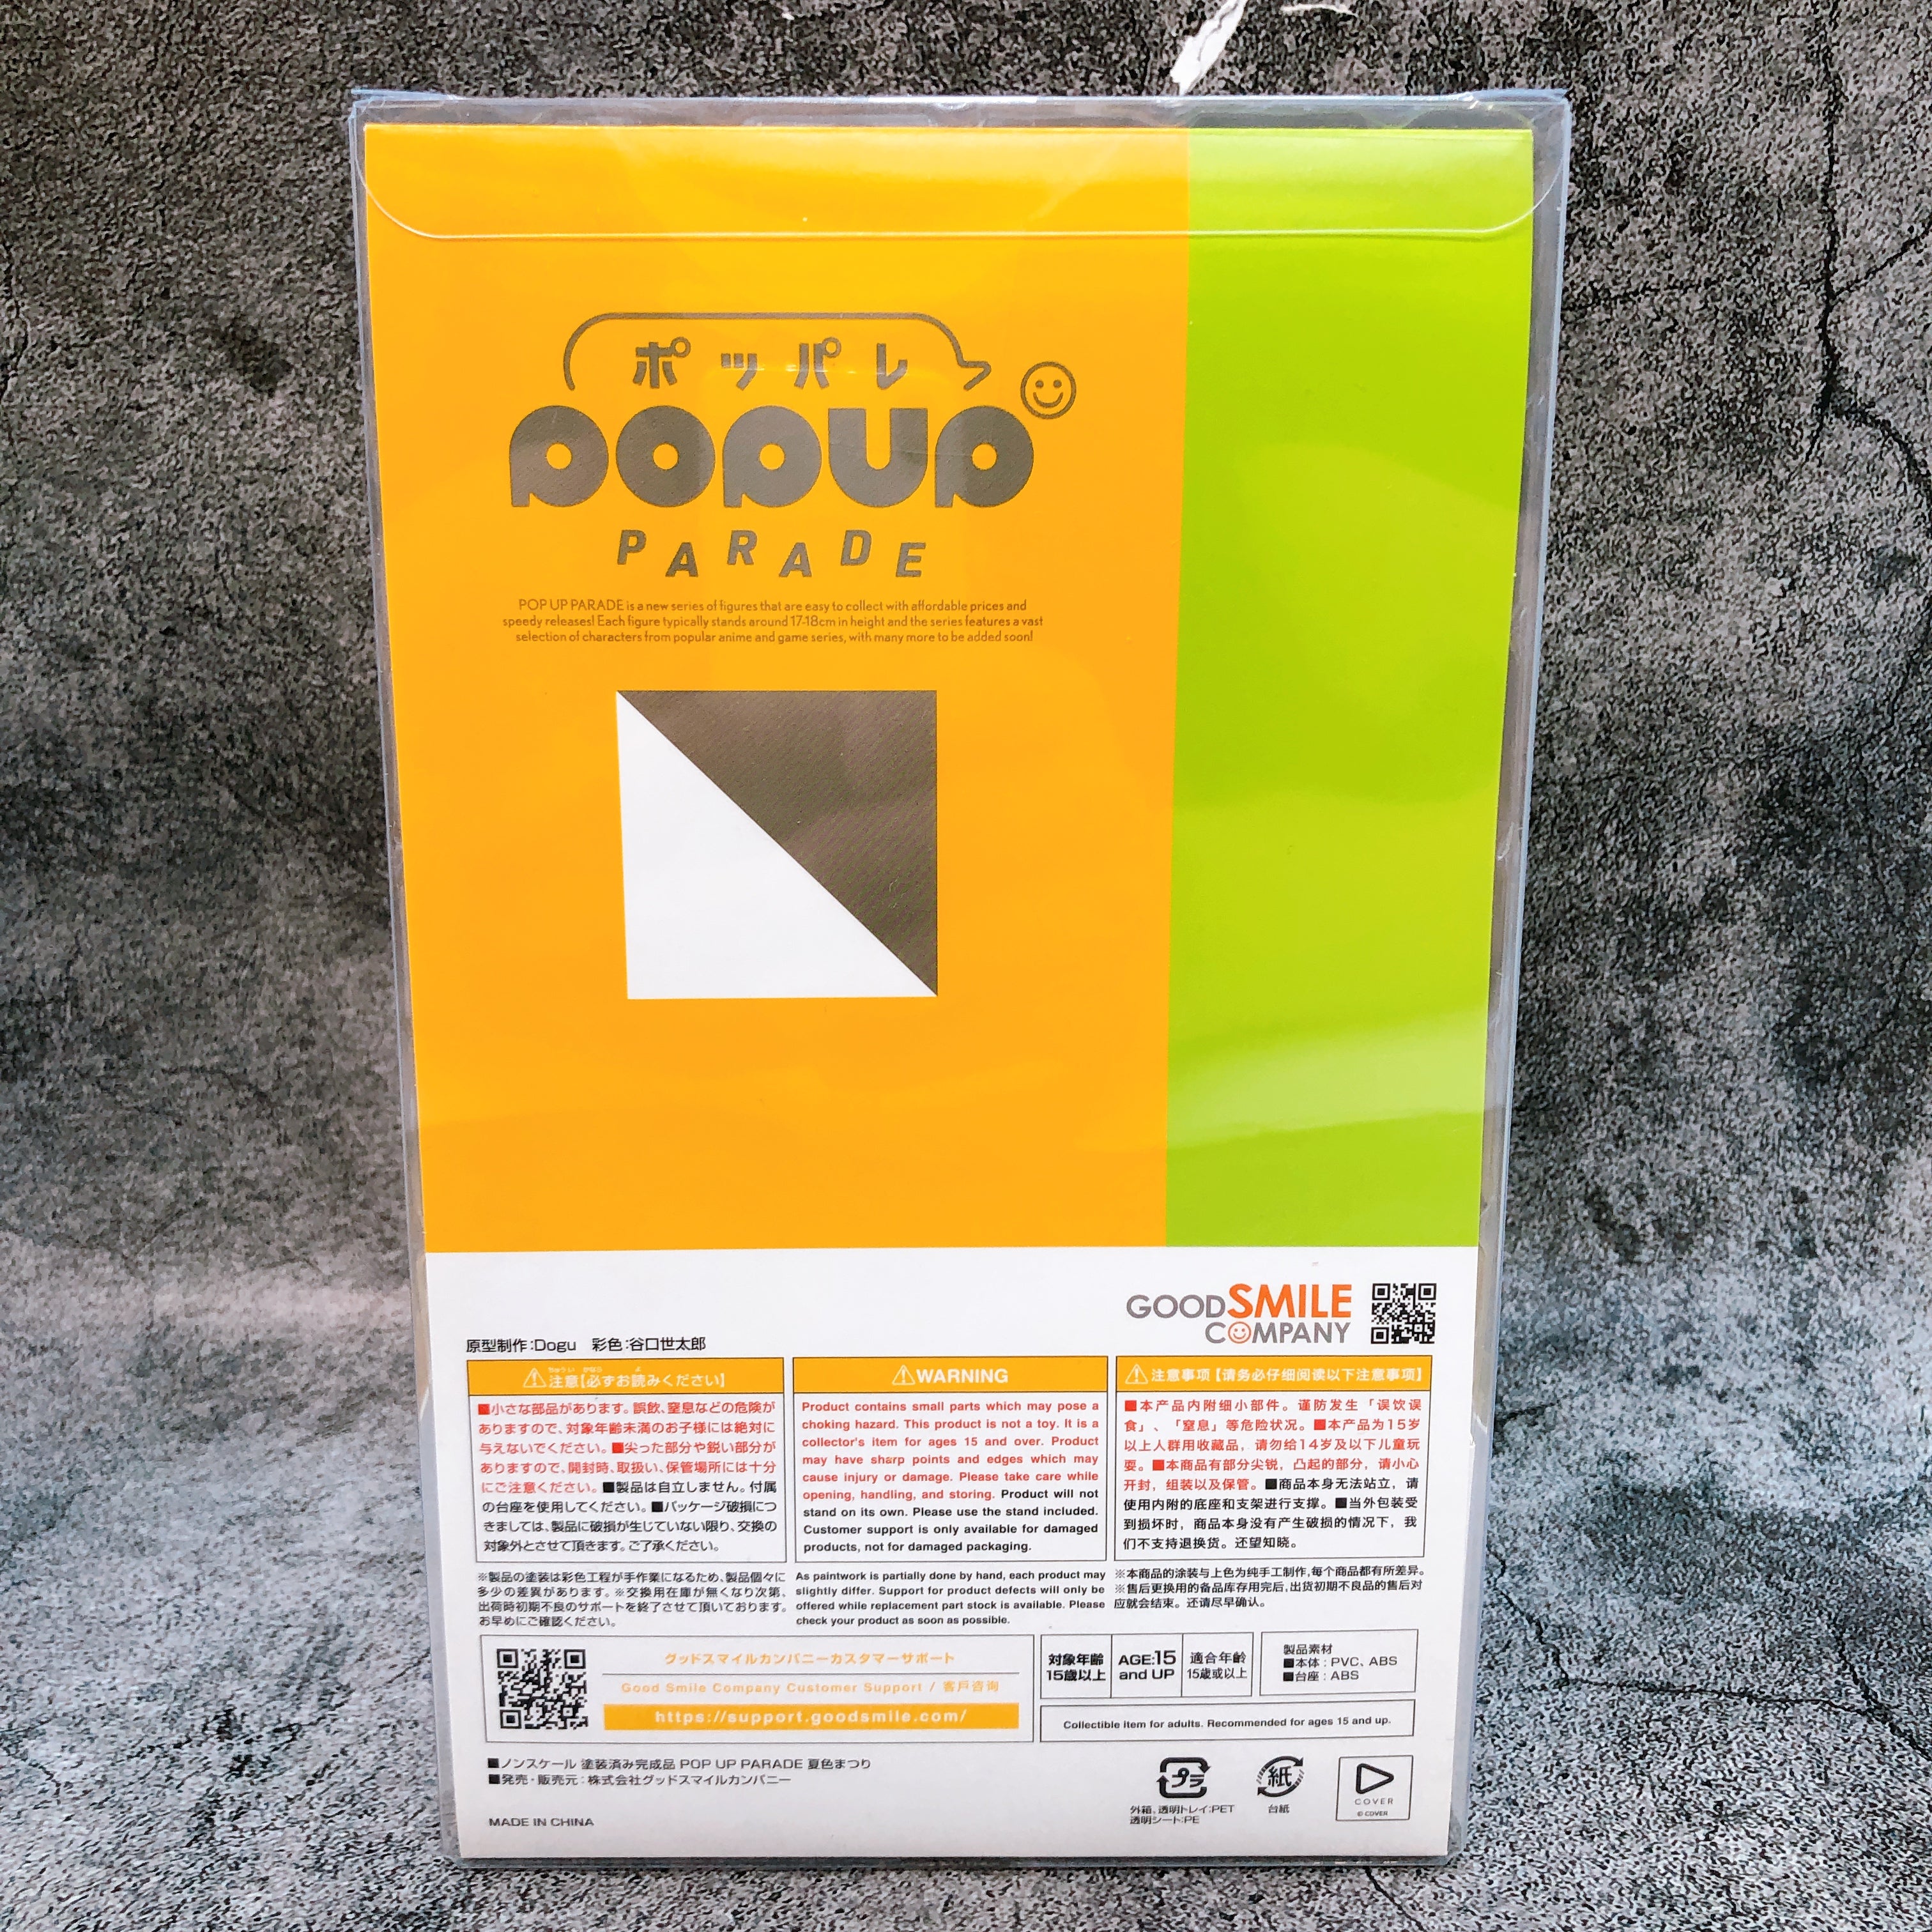 ポッパレ
POPUP
PARADE
POP UP PARADE is a new series of figures that are easy to collect with affordable prices and
speedy releases! Each figure typically stands around 17-18cm in height and the series features a vast
selection of characters from popular anime and game series, with many more to be added soon!
GOODSMILE
COMPANY
原型制作:Dogu 彩色:谷口世太郎
⚠注意【必ずお読みください】
■小さな部品があります。誤飲、窒息などの危険が
ありますので、対象年齢未満のお子様には絶対に
与えないでください。■尖った部分や鋭い部分が
ありますので、開封時、取扱い、保管場所には十分
にご注意ください。■製品は自立しません。付属
の台座を使用してください。■パッケージ破損につ
きましては、製品に破損が生じていない限り、交換の
対象外とさせて頂きます。ご了承ください。
※製品の塗装は彩色工程が手作業になるため、製品個々に
多少の差異があります。※交換用在庫が無くなり次第、
出荷時初期不良のサポートを終了させて頂いております。
お早めにご確認ください。
⚠WARNING
Product contains small parts which may pose a
choking hazard. This product is not a toy. It is a
collector's item for ages 15 and over. Product
may have sharp points and edges which may
cause injury or damage. Please take care while
opening, handling, and storing. Product will not
stand on its own. Please use the stand included.
Customer support is only available for damaged
products, not for damaged packaging.
As paintwork is partially done by hand, each product may
slightly differ. Support for product defects will only be
offered while replacement part stock is available. Please
check your product as soon as possible.
⚠注意事项【请务必仔细阅读以下注意事项】
■本产品内附细小部件。谨防发生「误饮误
食」、「窒息」等危险状况。■本产品为15岁
以上人群用收藏品，请勿给14岁及以下儿童玩
耍。■本商品有部分尖锐，凸起的部分，请小心
开封，组装以及保管。■商品本身无法站立，请
使用内附的底座和支架进行支撑。■当外包装受
到损坏时，商品本身没有产生破损的情况下，我
们不支持退换货。还望知晓。
※本商品的涂装与上色为纯手工制作,每个商品都有所差异。
※售后更换用的备品库存用完后,出货初期不良品的售后对
应就会结束。还请尽早确认。
グッドスマイルカンパニーカスタマーサポート
Good Smile Company Customer Support / 客戶咨询
https://support.goodsmile.com/
対象年齢
15歳以上
AGE:15
and UP
適合年齡
15歲或以上
製品素材
■本体：PVC、ABS
■台座：ABS
Collectible item for adults. Recommended for ages 15 and up.
■ノンスケール 塗装済み完成品 POP UP PARADE 夏色まつり
■発売・販売元：株式会社グッドスマイルカンパニー
MADE IN CHINA
プラ
外箱、透明トレイ:PET
透明シート:PE
紙
台紙
COVER
© COVER